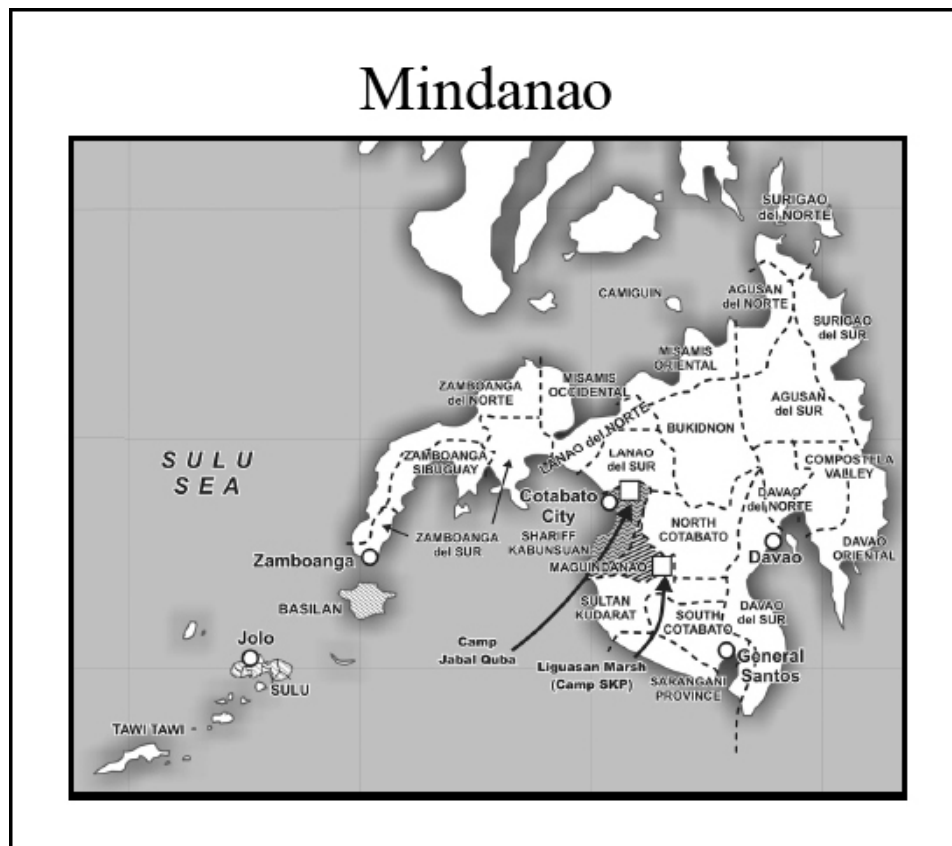 Mindanao
SURIGAO
del NORTE
CAMIGUIN
AGUSAN
del NORTE
SURIGAO
del SUR
MISAMIS
ORIENTAL
ZAMBOANGA
del NORTE
MISAMIS
OCCIDENTAL
AGUSAN
del SUR
LANAO del NORTE
BUKIDNON
SULU
SEA
ZAMBOANGA
SIBUGUAY
LANAO
del SUR
COMPOSTELA
VALLEY
Cotabato
City
DAVAO
del NORTE
ZAMBOANGA
del SUR
SHARIFF
KABUNSUAN
NORTH
COTABATO
DAVAO
ORIENTAL
Zamboanga
Davao
MAGUINDANAO
BASILAN
SULTAN
KUDARAT
SOUTH
COTABATO
DAVAO
del SUR
Jolo
Camp
Jabal Quba
General
Santos
Liguasan Marsh
(Camp SKP)
SARANGANI
PROVINCE
SULU
TAWI TAWI